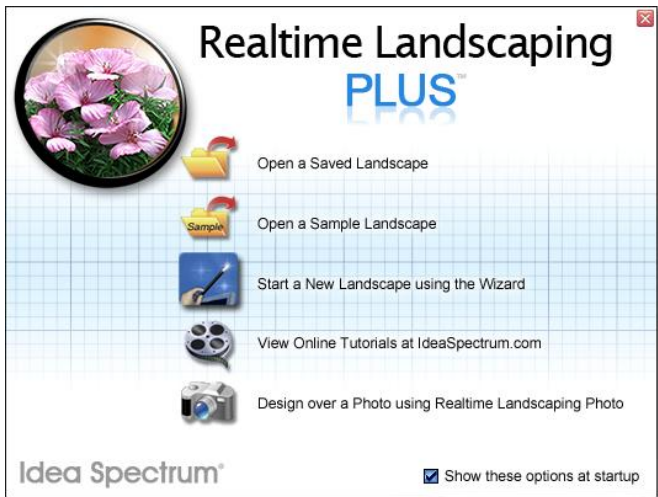 Realtime Landscaping
PLUS™
Open a Saved Landscape
Sample
Open a Sample Landscape
Start a New Landscape using the Wizard
View Online Tutorials at IdeaSpectrum.com
Design over a Photo using Realtime Landscaping Photo
Idea Spectrum®
Show these options at startup